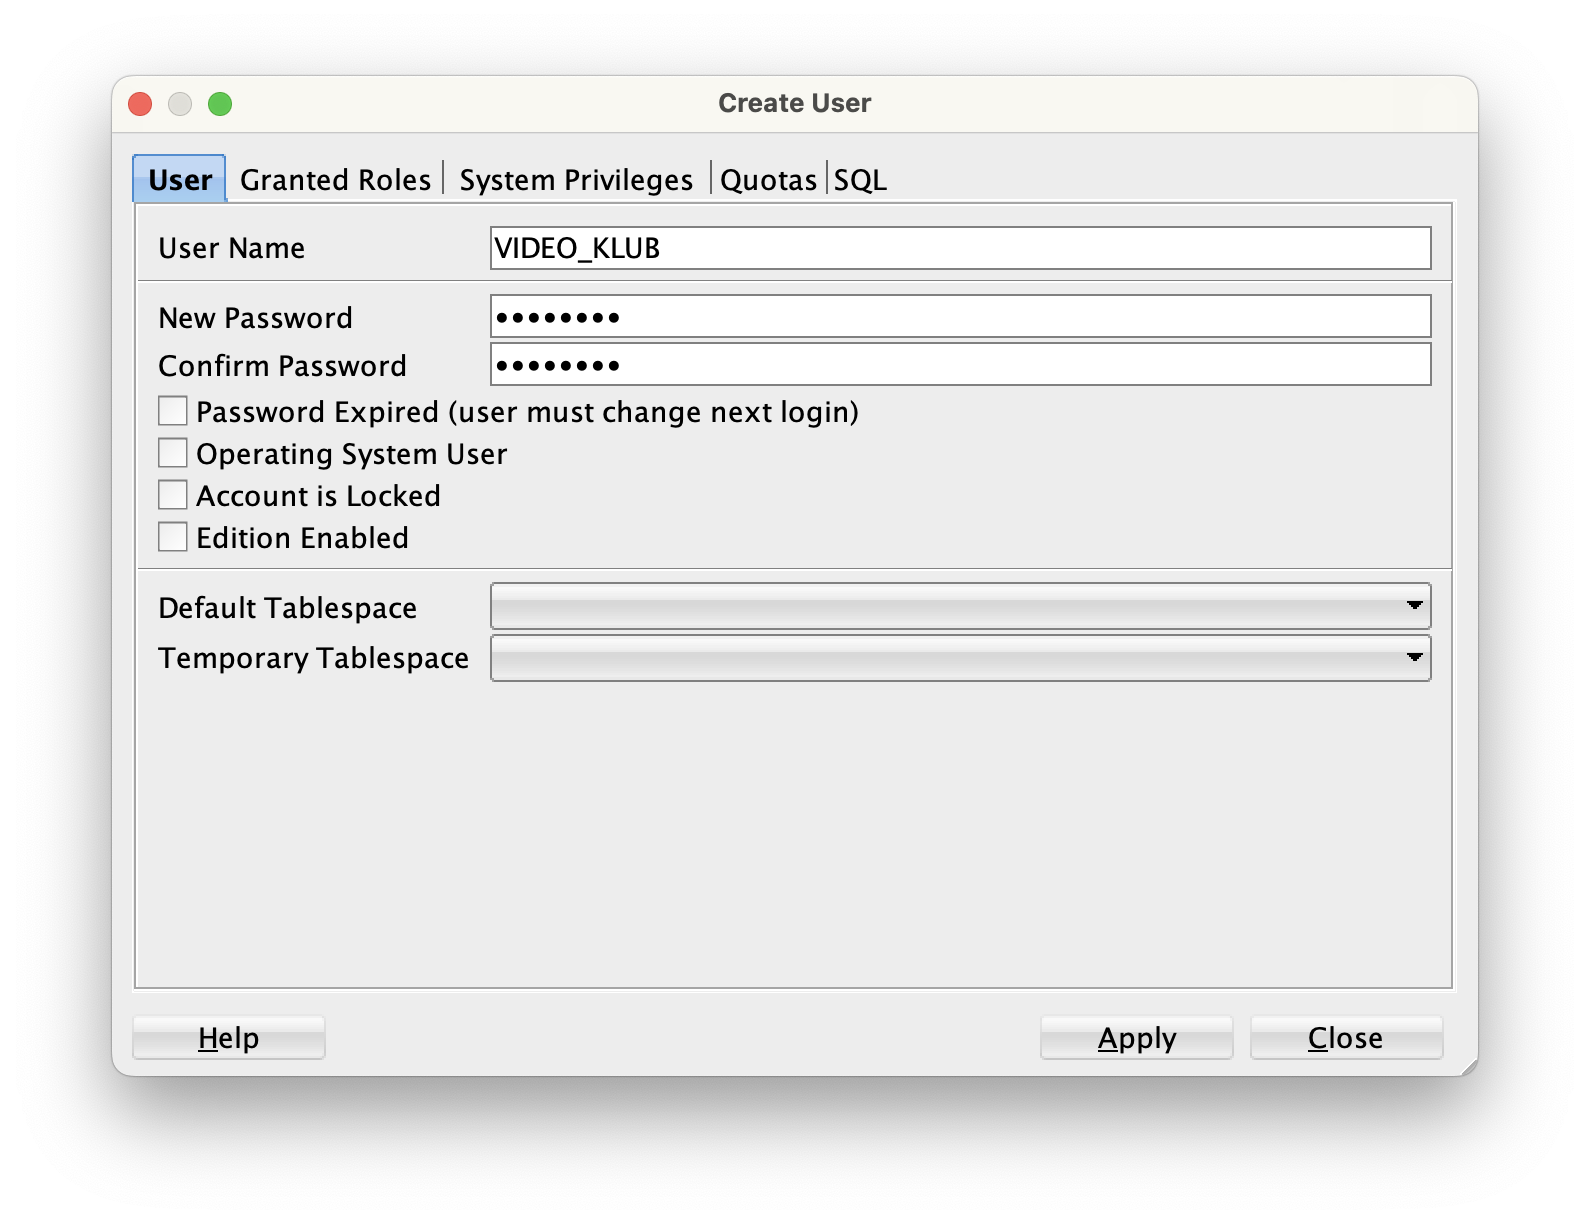 Create User
User Granted Roles System Privileges Quotas SQL
User Name VIDEO_KLUB
New Password ••••••••
Confirm Password ••••••••
Password Expired (user must change next login)
Operating System User
Account is Locked
Edition Enabled
Default Tablespace
Temporary Tablespace
Help Apply Close